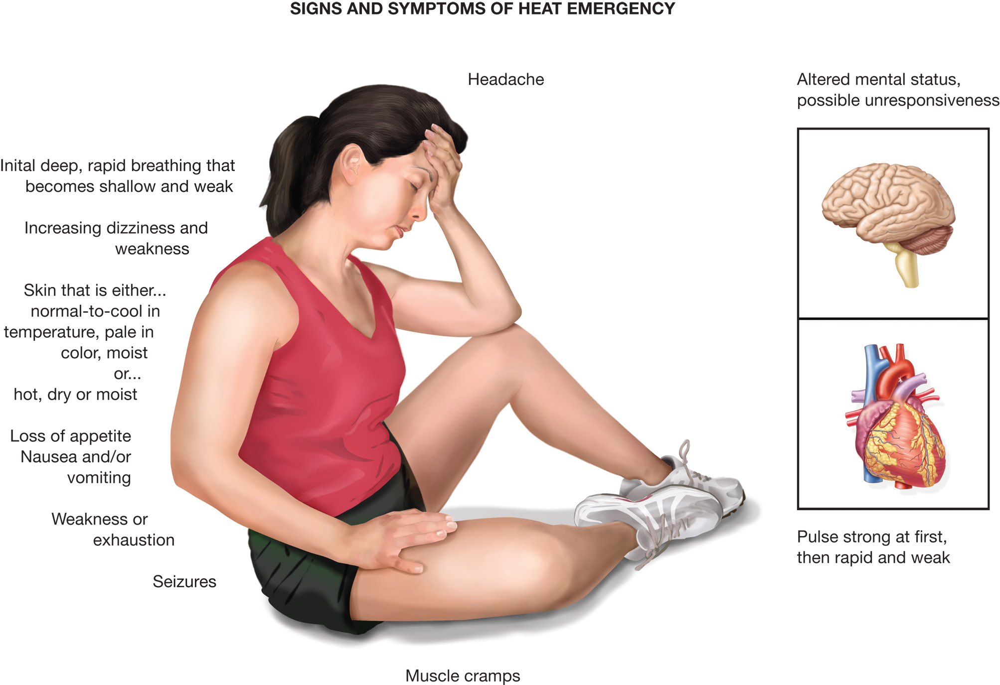 SIGNS AND SYMPTOMS OF HEAT EMERGENCY
Headache
Inital deep, rapid breathing that
becomes shallow and weak
Increasing dizziness and
weakness
Skin that is either...
normal-to-cool in
temperature, pale in
color, moist
or...
hot, dry or moist
Loss of appetite
Nausea and/or
vomiting
Weakness or
exhaustion
Seizures
Muscle cramps
Altered mental status,
possible unresponsiveness
Pulse strong at first,
then rapid and weak